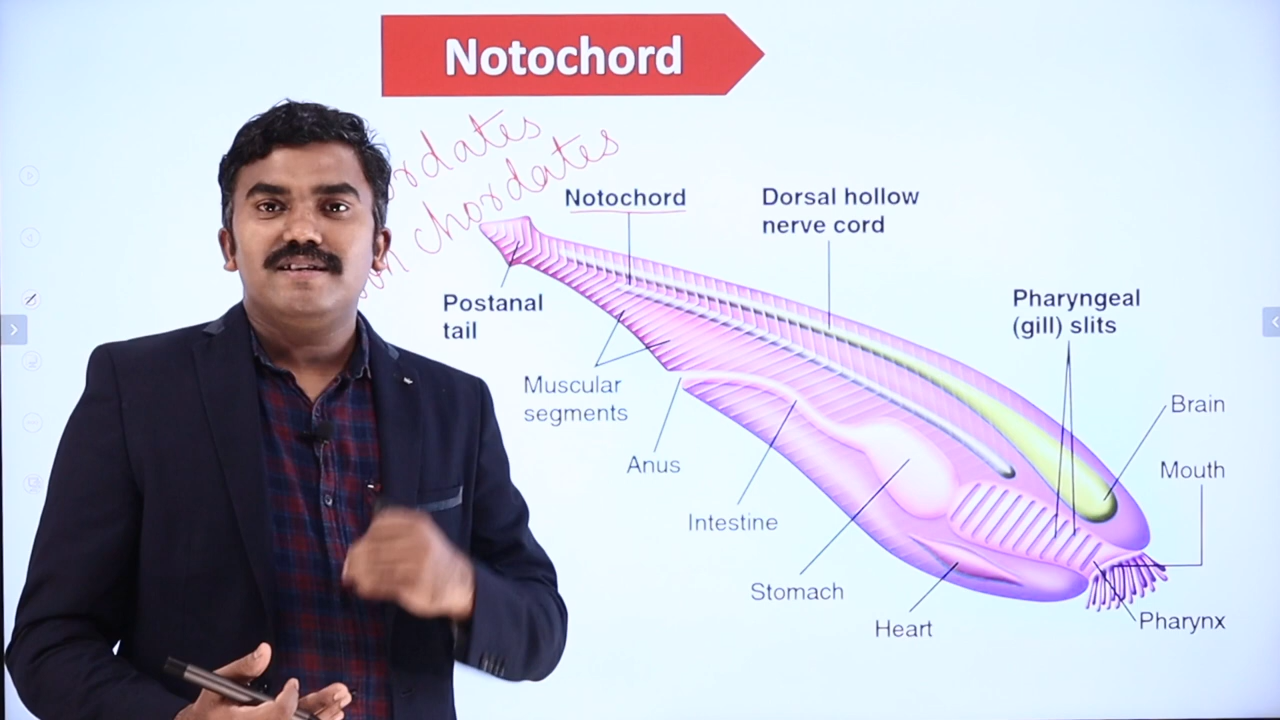 Notochord
chordates
Notochord
Dorsal hollow
nerve cord
Pharyngeal
(gill) slits
Postanal
tail
Muscular
segments
Brain
Anus
Mouth
Intestine
Stomach
Heart
Pharynx